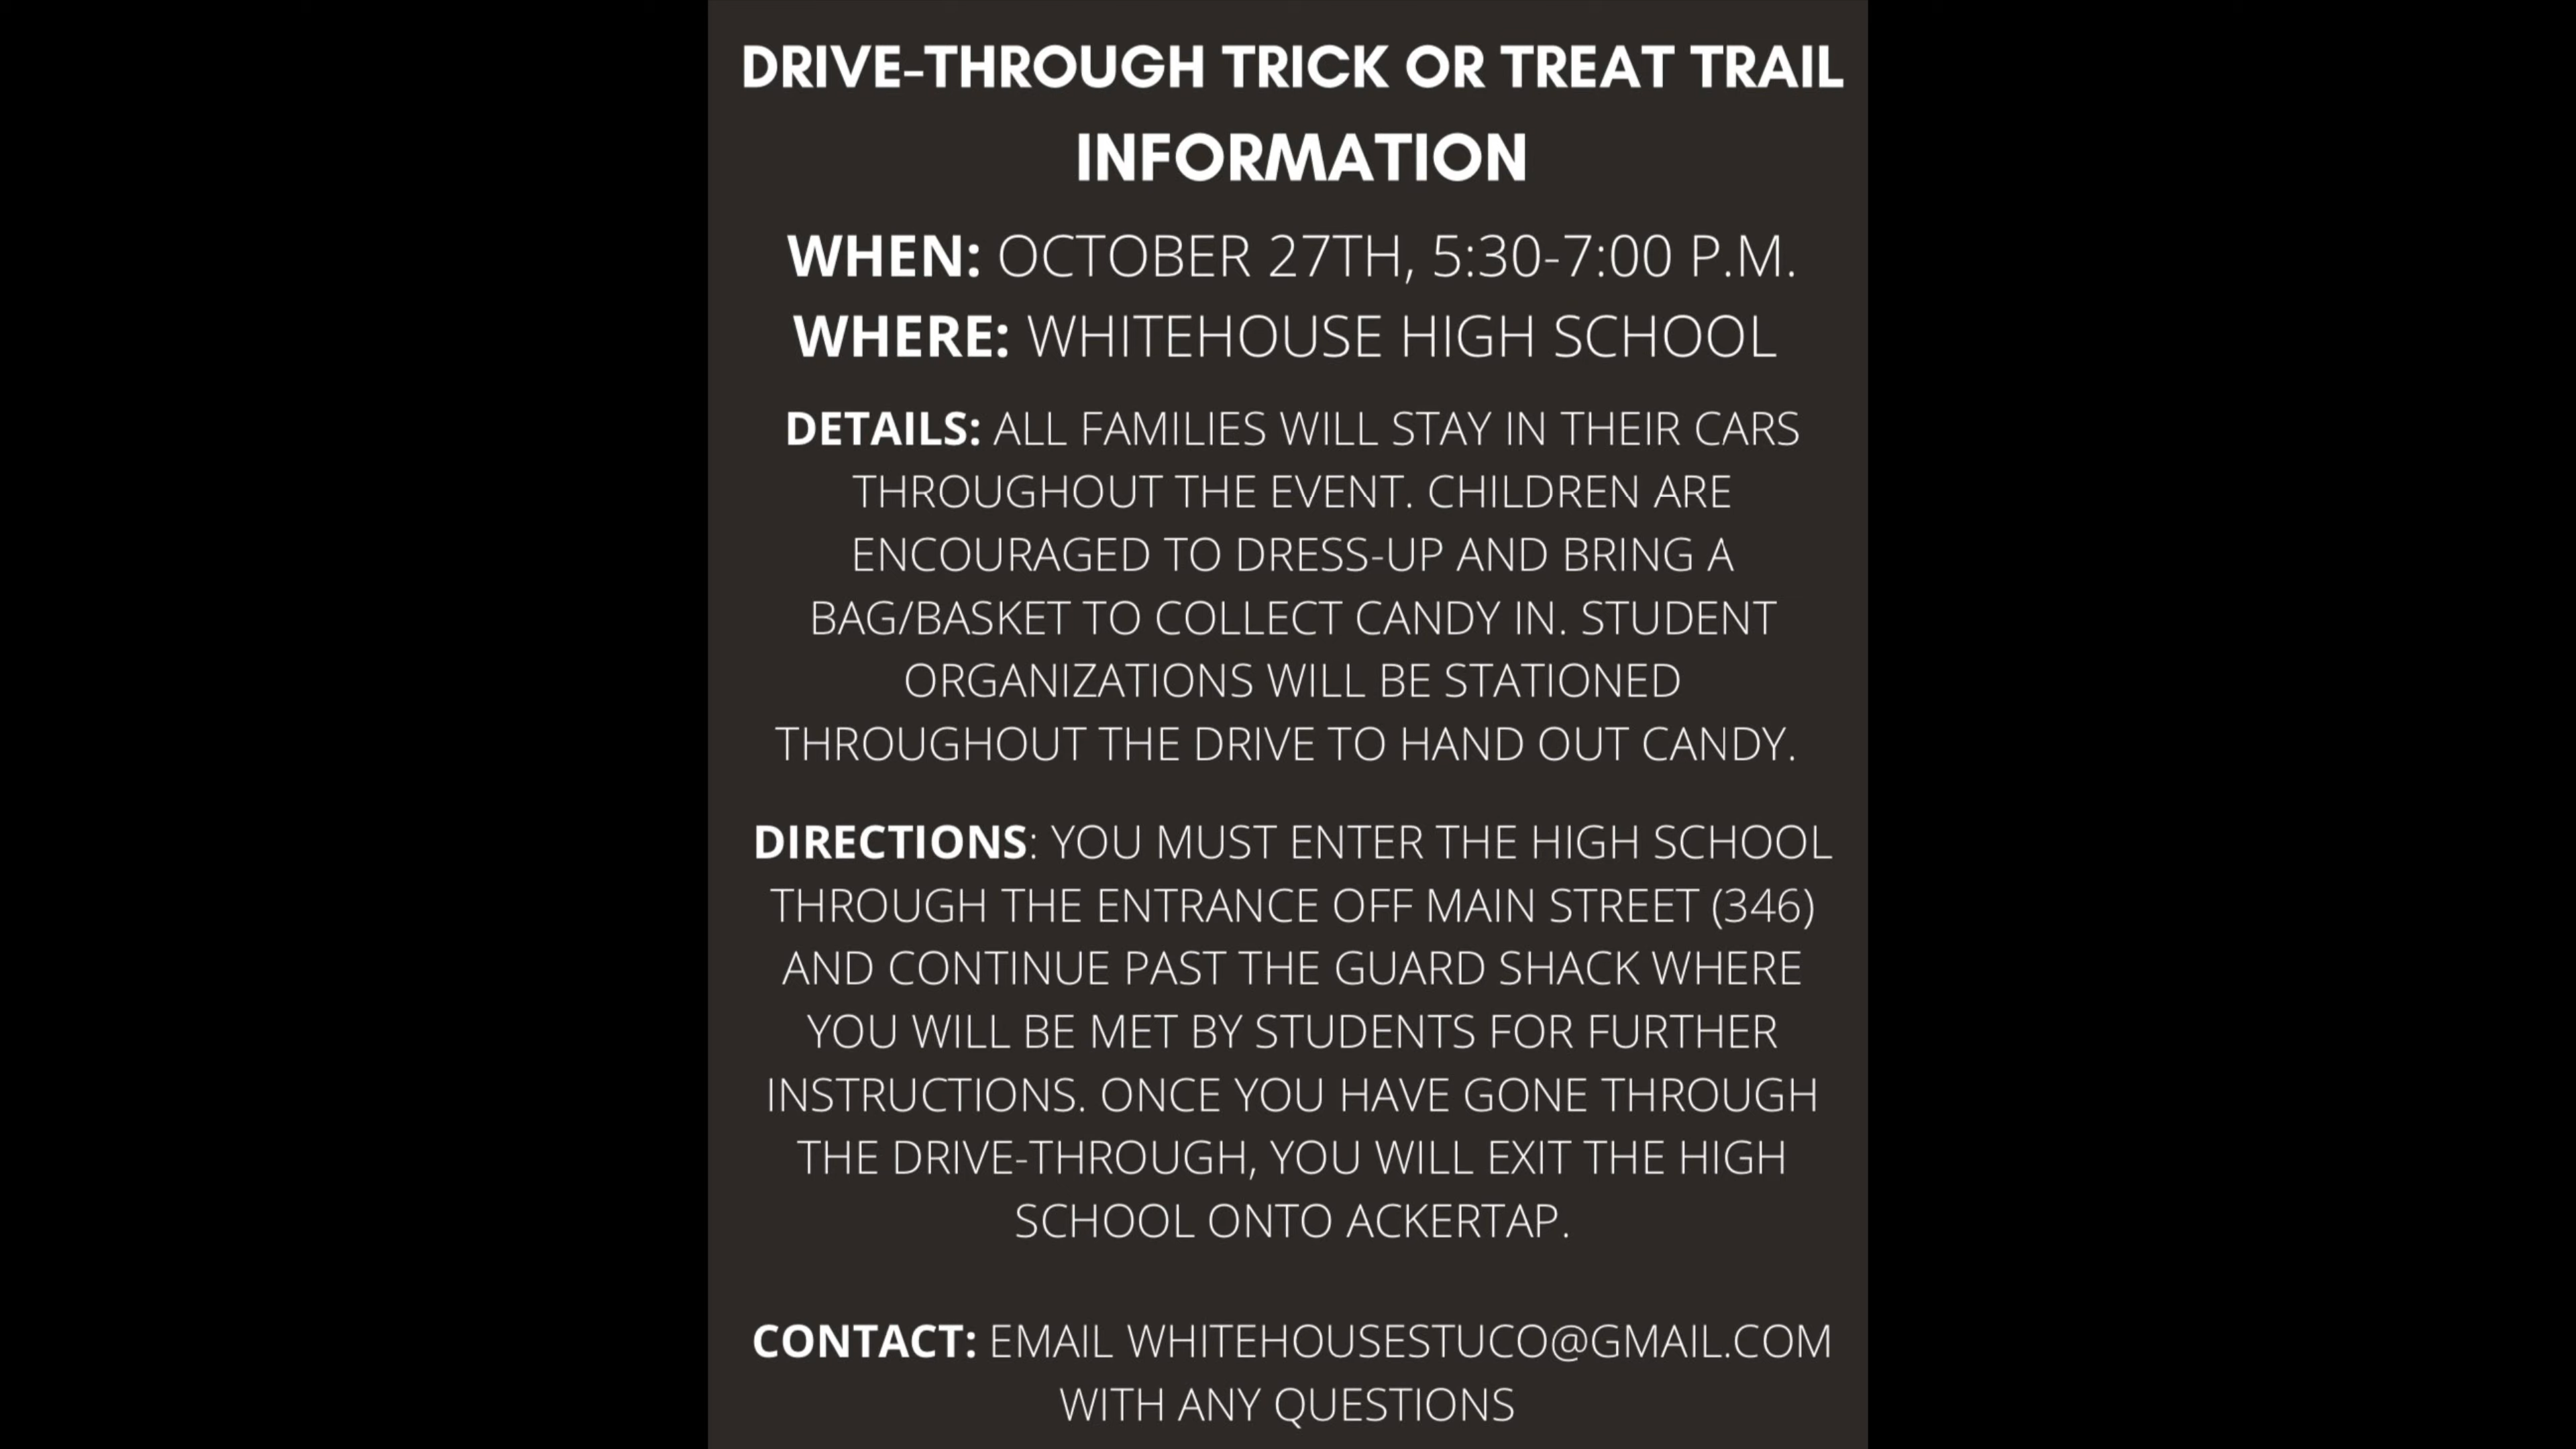 DRIVE-THROUGH TRICK OR TREAT TRAIL
INFORMATION
WHEN: OCTOBER 27TH, 5:30-7:00 P.M.
WHERE: WHITEHOUSE HIGH SCHOOL
DETAILS: ALL FAMILIES WILL STAY IN THEIR CARS
THROUGHOUT THE EVENT. CHILDREN ARE
ENCOURAGED TO DRESS-UP AND BRING A
BAG/BASKET TO COLLECT CANDY IN. STUDENT
ORGANIZATIONS WILL BE STATIONED
THROUGHOUT THE DRIVE TO HAND OUT CANDY.
DIRECTIONS: YOU MUST ENTER THE HIGH SCHOOL
THROUGH THE ENTRANCE OFF MAIN STREET (346)
AND CONTINUE PAST THE GUARD SHACK WHERE
YOU WILL BE MET BY STUDENTS FOR FURTHER
INSTRUCTIONS. ONCE YOU HAVE GONE THROUGH
THE DRIVE-THROUGH, YOU WILL EXIT THE HIGH
SCHOOL ONTO ACKERTAP.
CONTACT: EMAIL WHITEHOUSESTUCO@GMAIL.COM
WITH ANY QUESTIONS